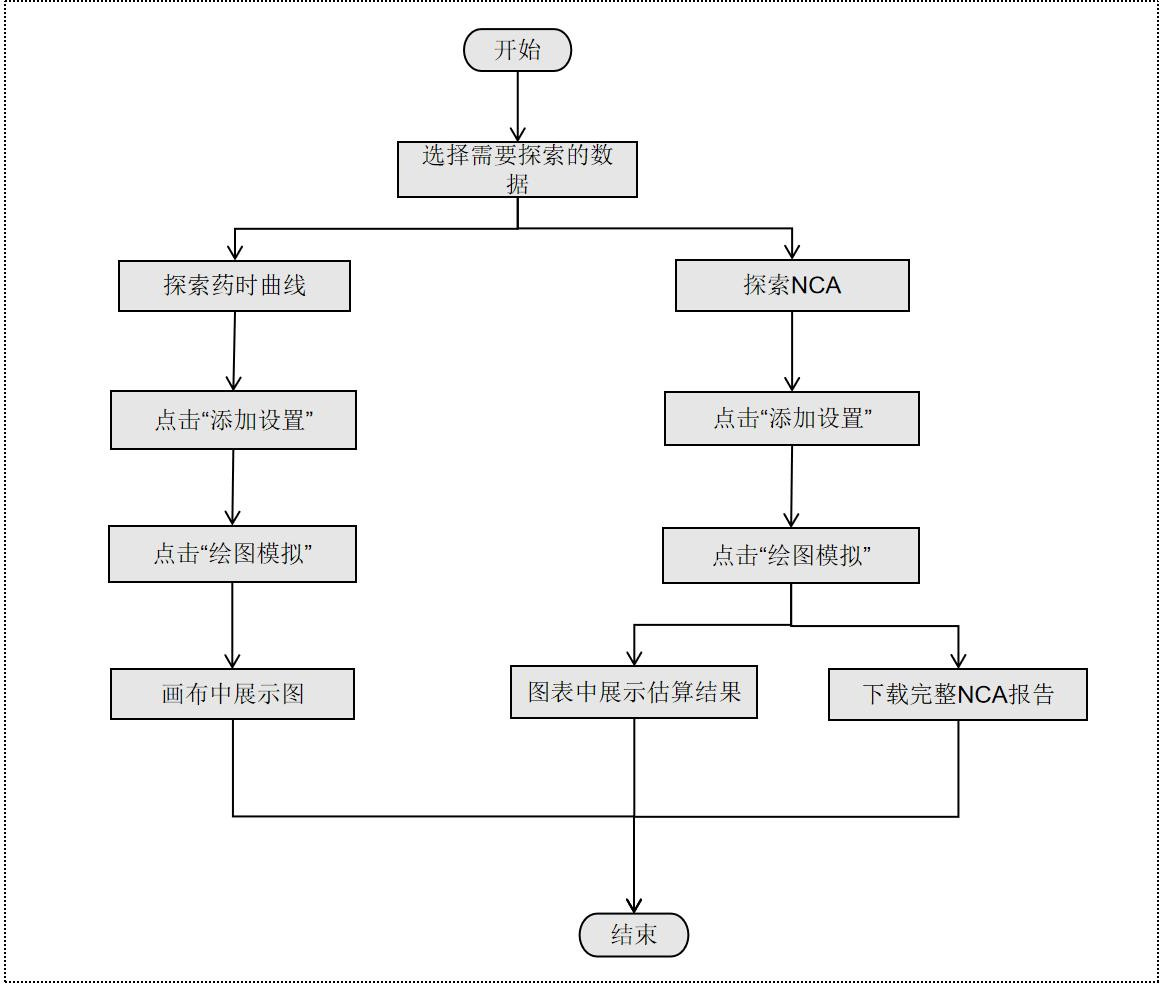 开始
选择需要探索的数
据
探索药时曲线
探索NCA
点击“添加设置”
点击“添加设置”
点击“绘图模拟”
点击“绘图模拟”
画布中展示图
图表中展示估算结果
下载完整NCA报告
结束